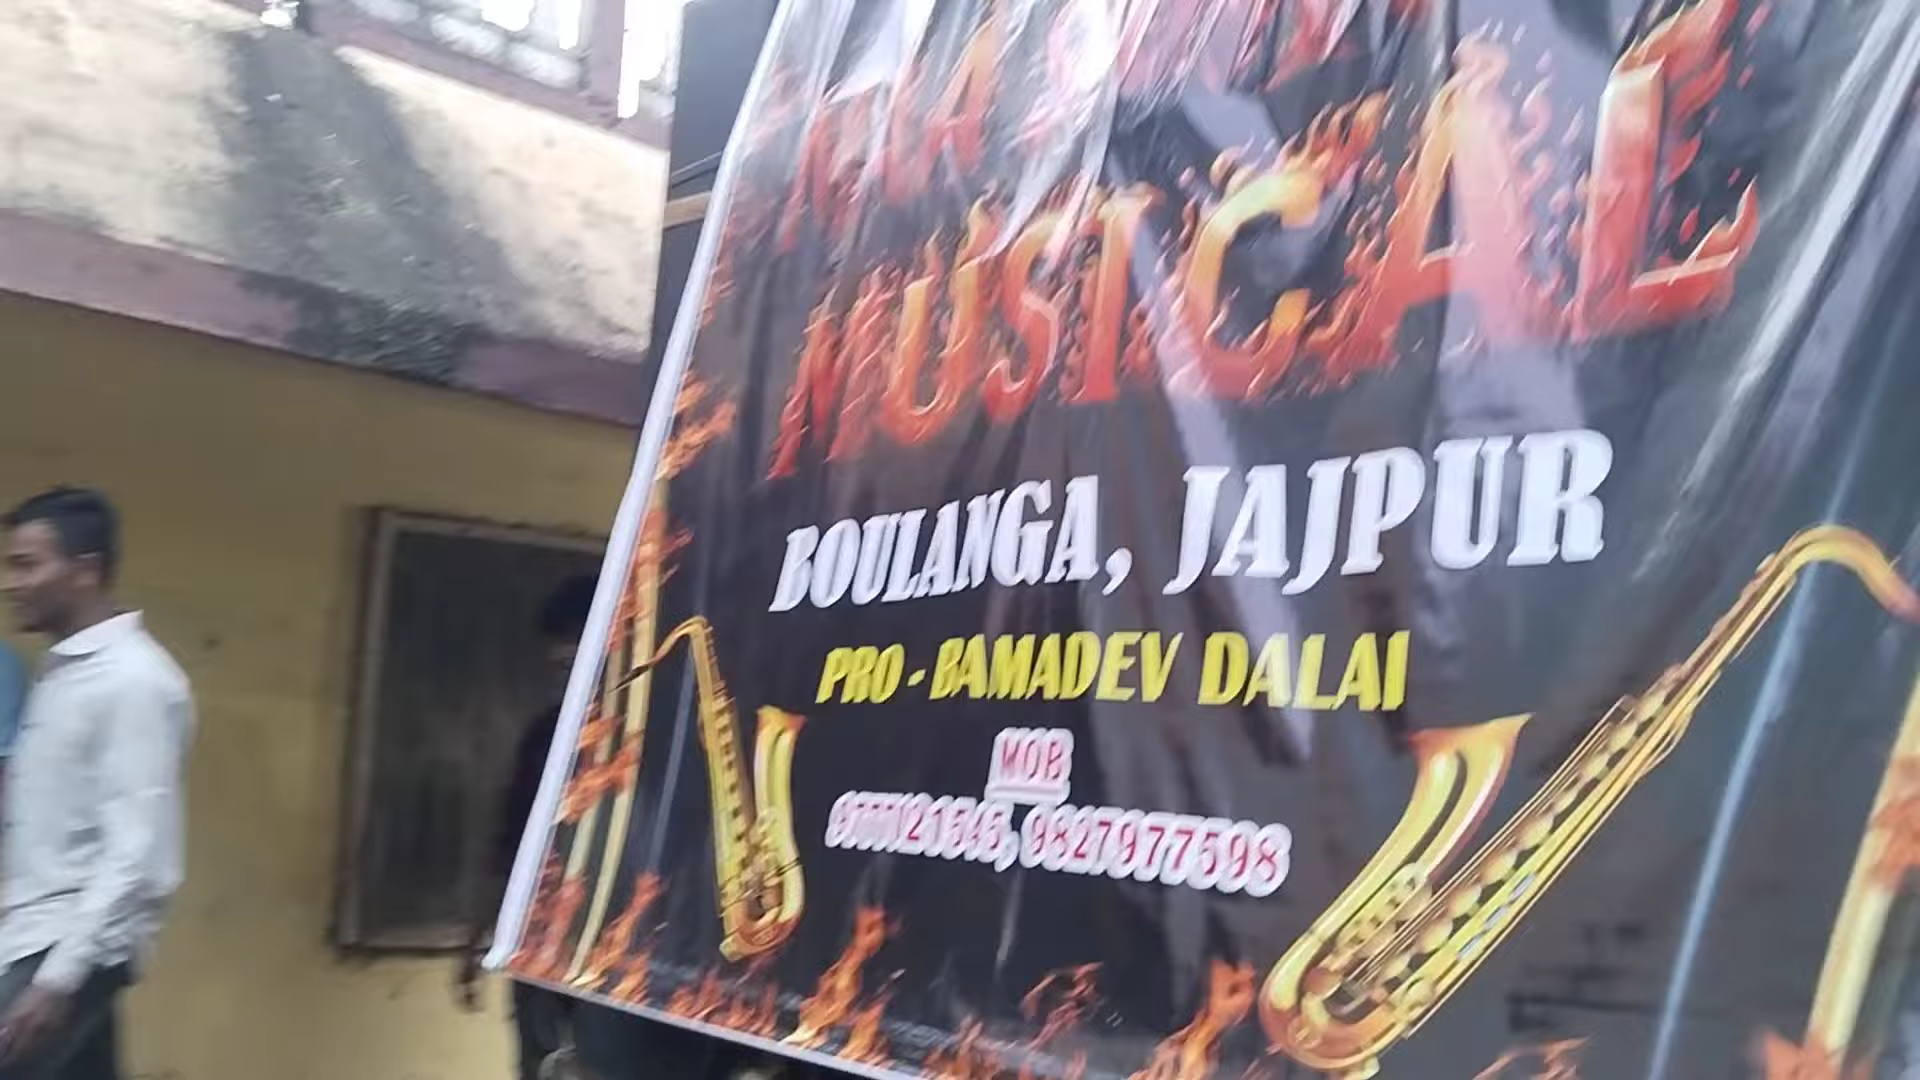 MUSICAL
BOULANGA, JAJPUR
PRO - BAMADEV DALAI
MOB
9827977598